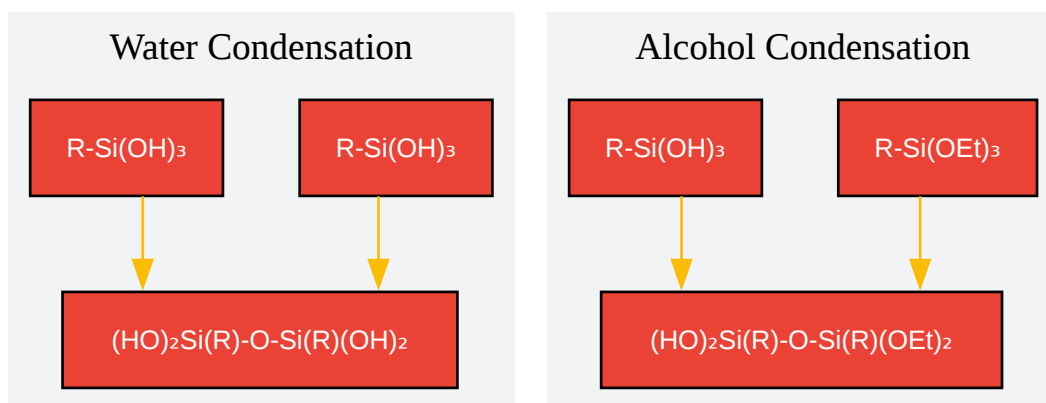 Water Condensation
R-Si(OH)₃
R-Si(OH)₃
(HO)₂Si(R)-O-Si(R)(OH)₂
Alcohol Condensation
R-Si(OH)₃
R-Si(OEt)₃
(HO)₂Si(R)-O-Si(R)(OEt)₂